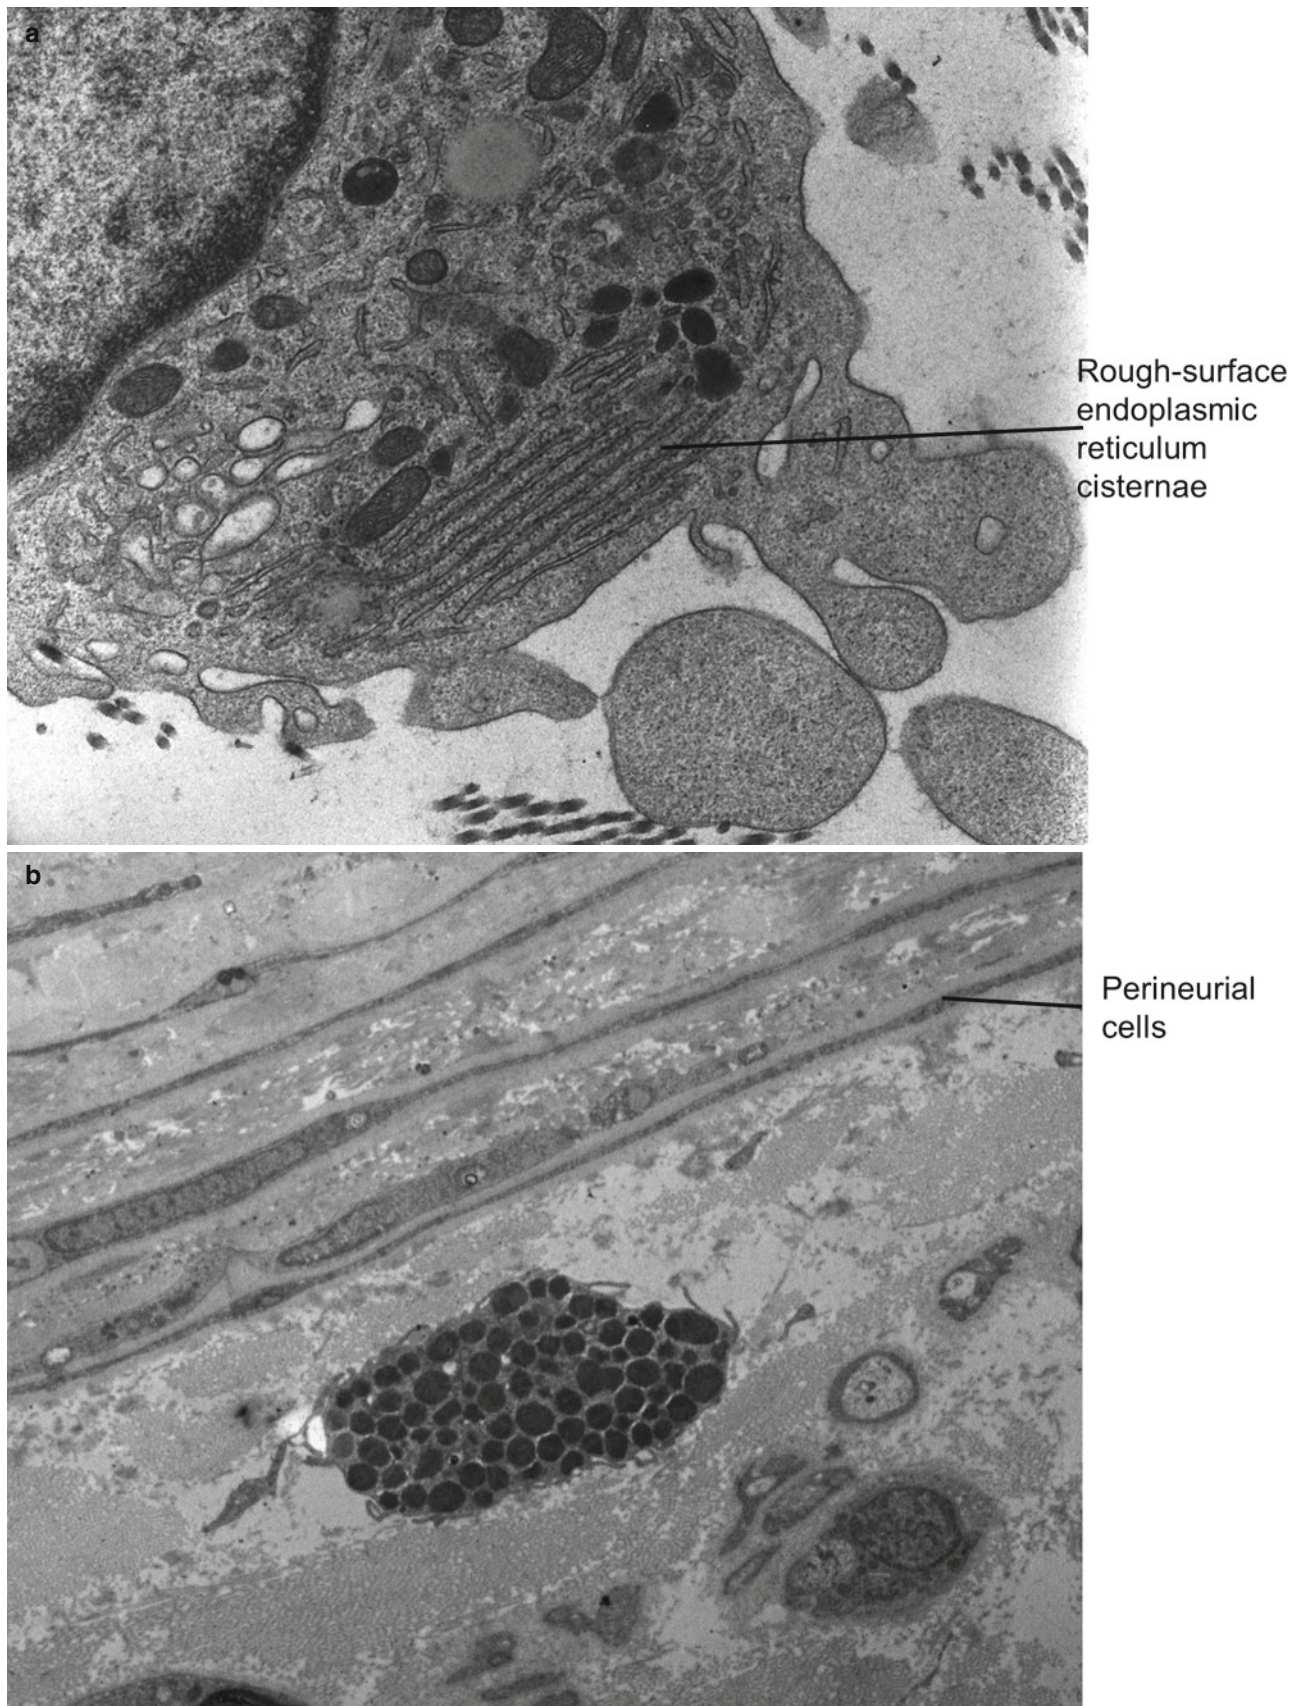 a
Rough-surface
endoplasmic
reticulum
cisternae
b
Perineurial
cells